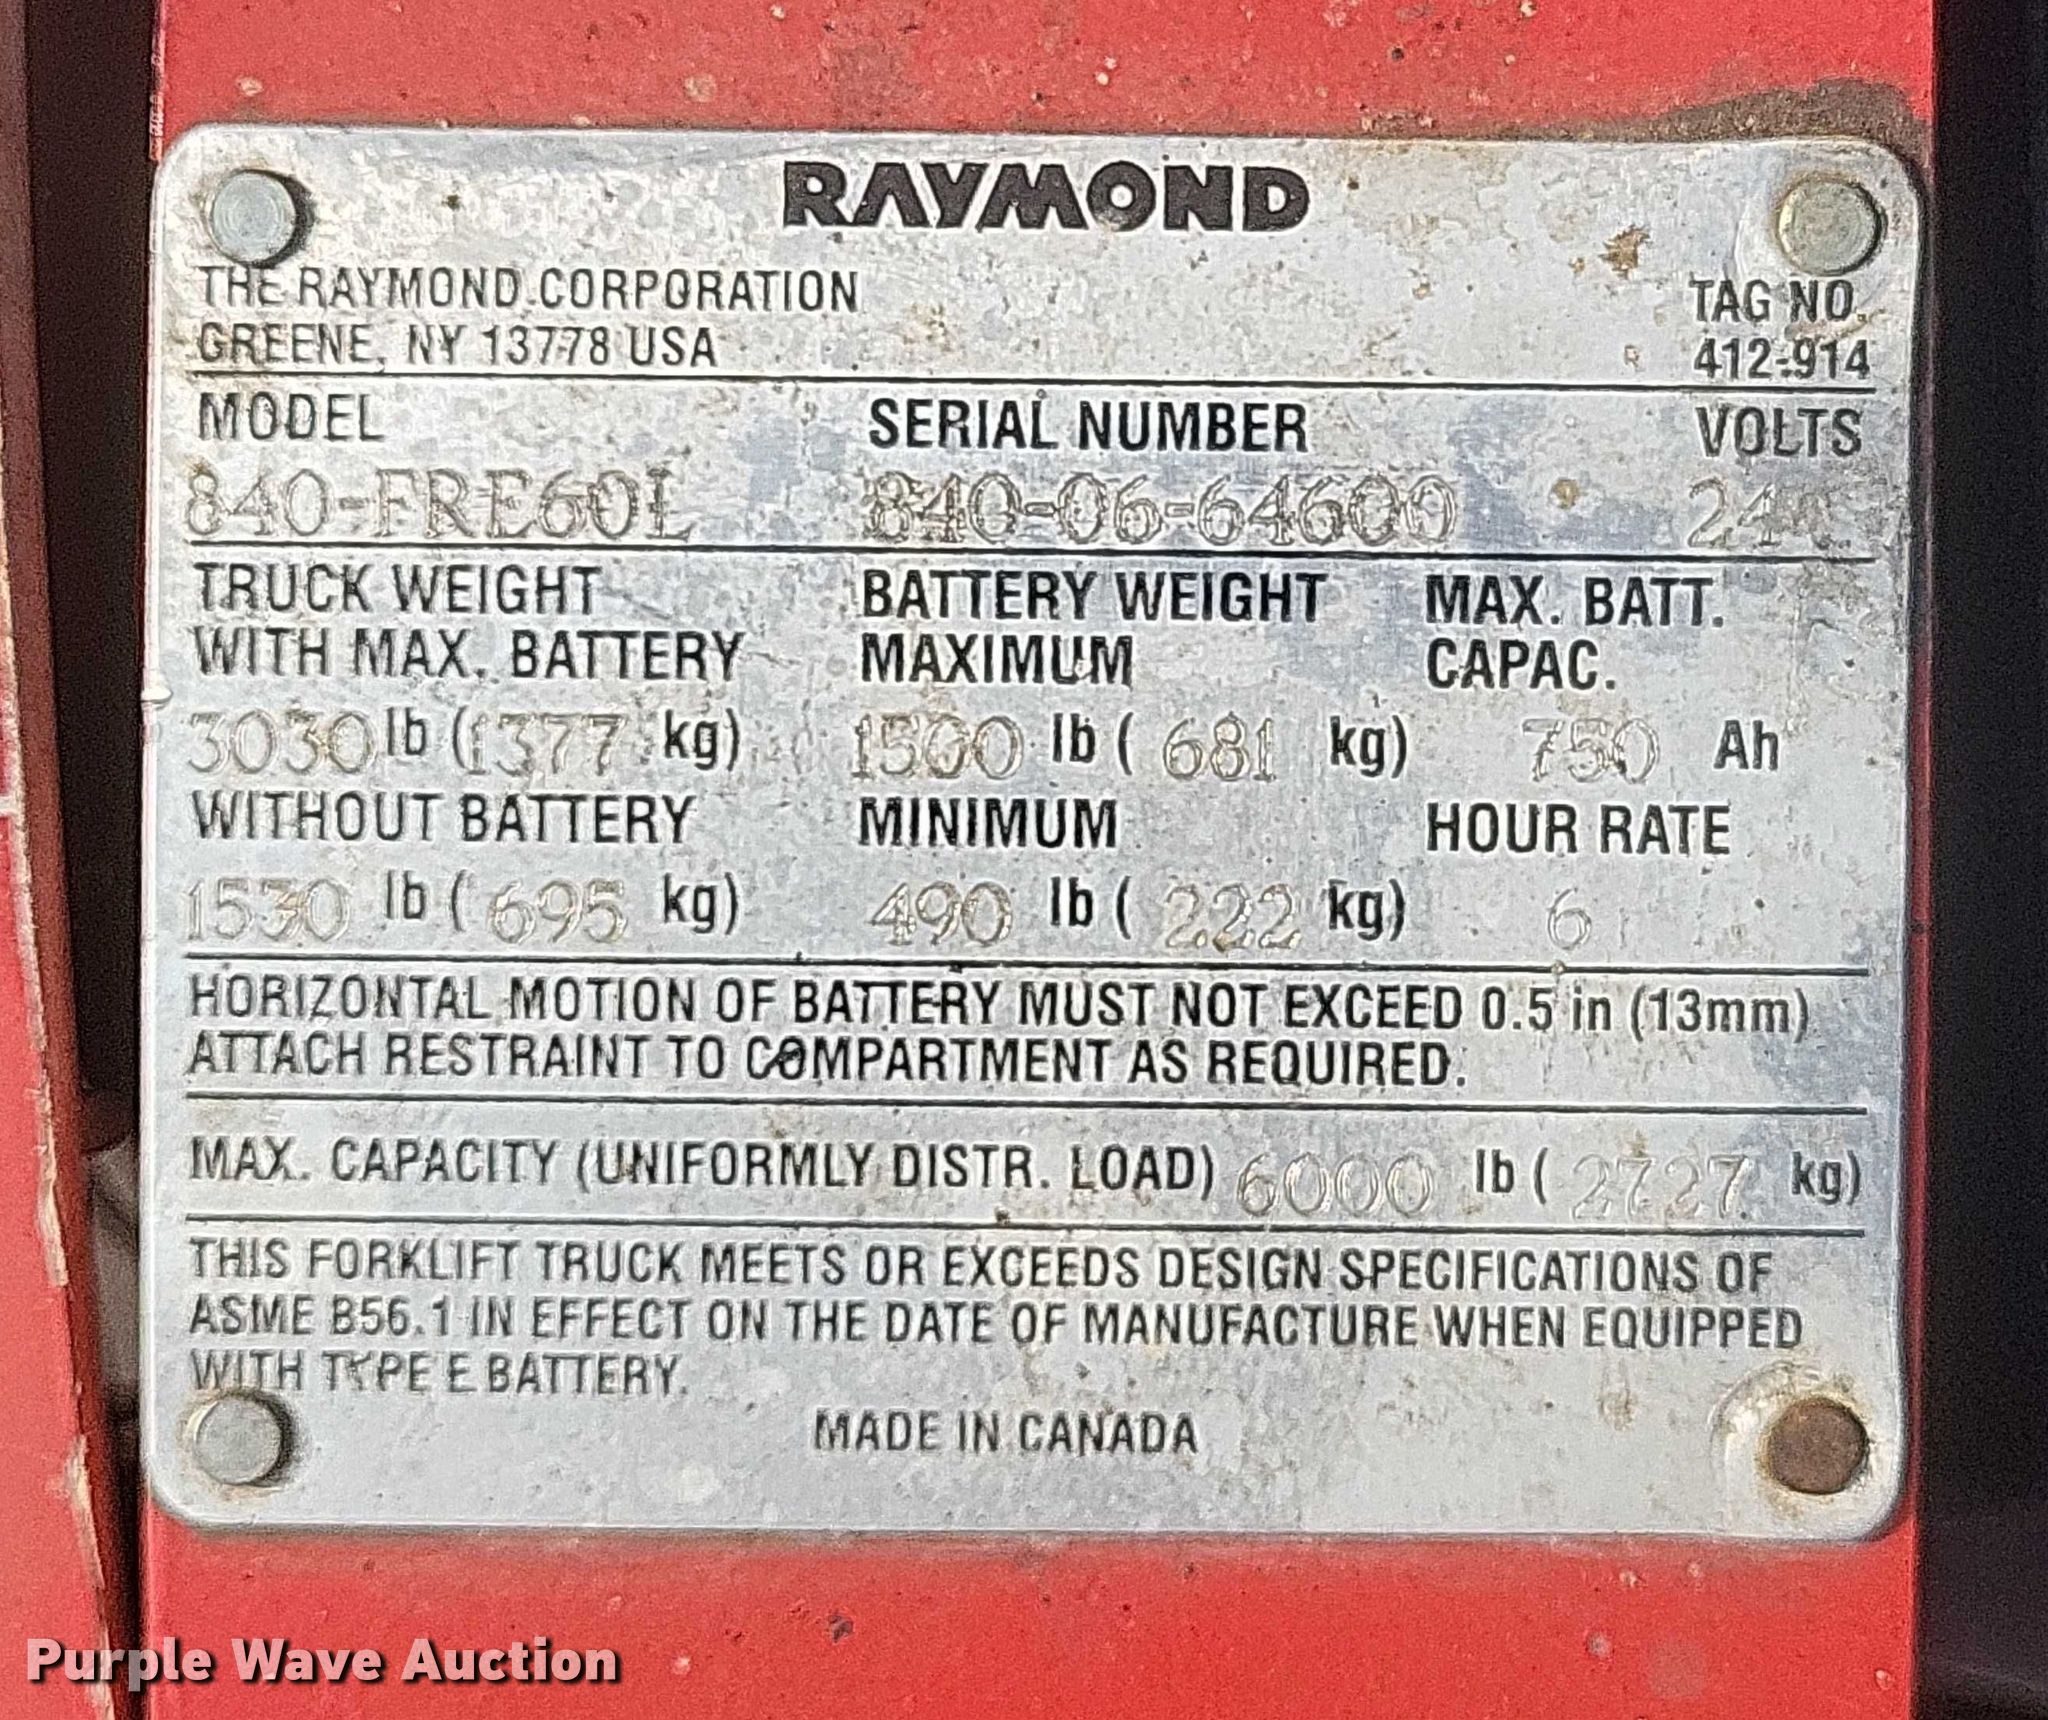 RAYMOND
THE RAYMOND CORPORATION
GREENE, NY 13778 USA
TAG NO.
412-914
MODEL SERIAL NUMBER VOLTS
840-FRE60L 840-06-64600 24
TRUCK WEIGHT BATTERY WEIGHT MAX. BATT.
WITH MAX. BATTERY MAXIMUM CAPAC.
3030 lb (1377 kg) 1500 lb ( 681 kg) 750 Ah
WITHOUT BATTERY MINIMUM HOUR RATE
1530 lb ( 695 kg) 490 lb ( 222 kg) 6
HORIZONTAL MOTION OF BATTERY MUST NOT EXCEED 0.5 in (13mm)
ATTACH RESTRAINT TO COMPARTMENT AS REQUIRED.
MAX. CAPACITY (UNIFORMLY DISTR. LOAD) 6000 lb ( 2727 kg)
THIS FORKLIFT TRUCK MEETS OR EXCEEDS DESIGN SPECIFICATIONS OF
ASME B56.1 IN EFFECT ON THE DATE OF MANUFACTURE WHEN EQUIPPED
WITH TYPE E BATTERY.
MADE IN CANADA
Purple Wave Auction